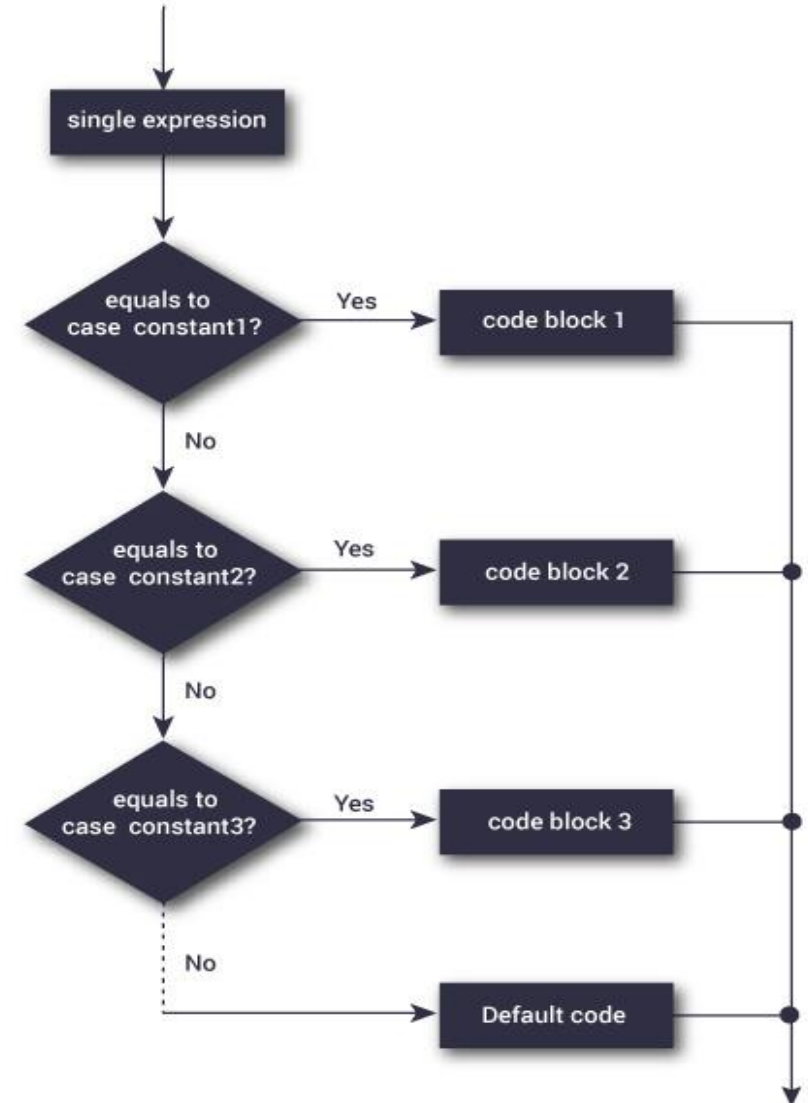 single expression
equals to
case constant1?
Yes
code block 1
No
equals to
case constant2?
Yes
code block 2
No
equals to
case constant3?
Yes
code block 3
No
Default code